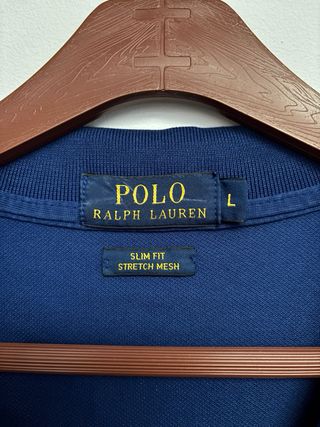 POLO
RALPH LAUREN
L
SLIM FIT
STRETCH MESH